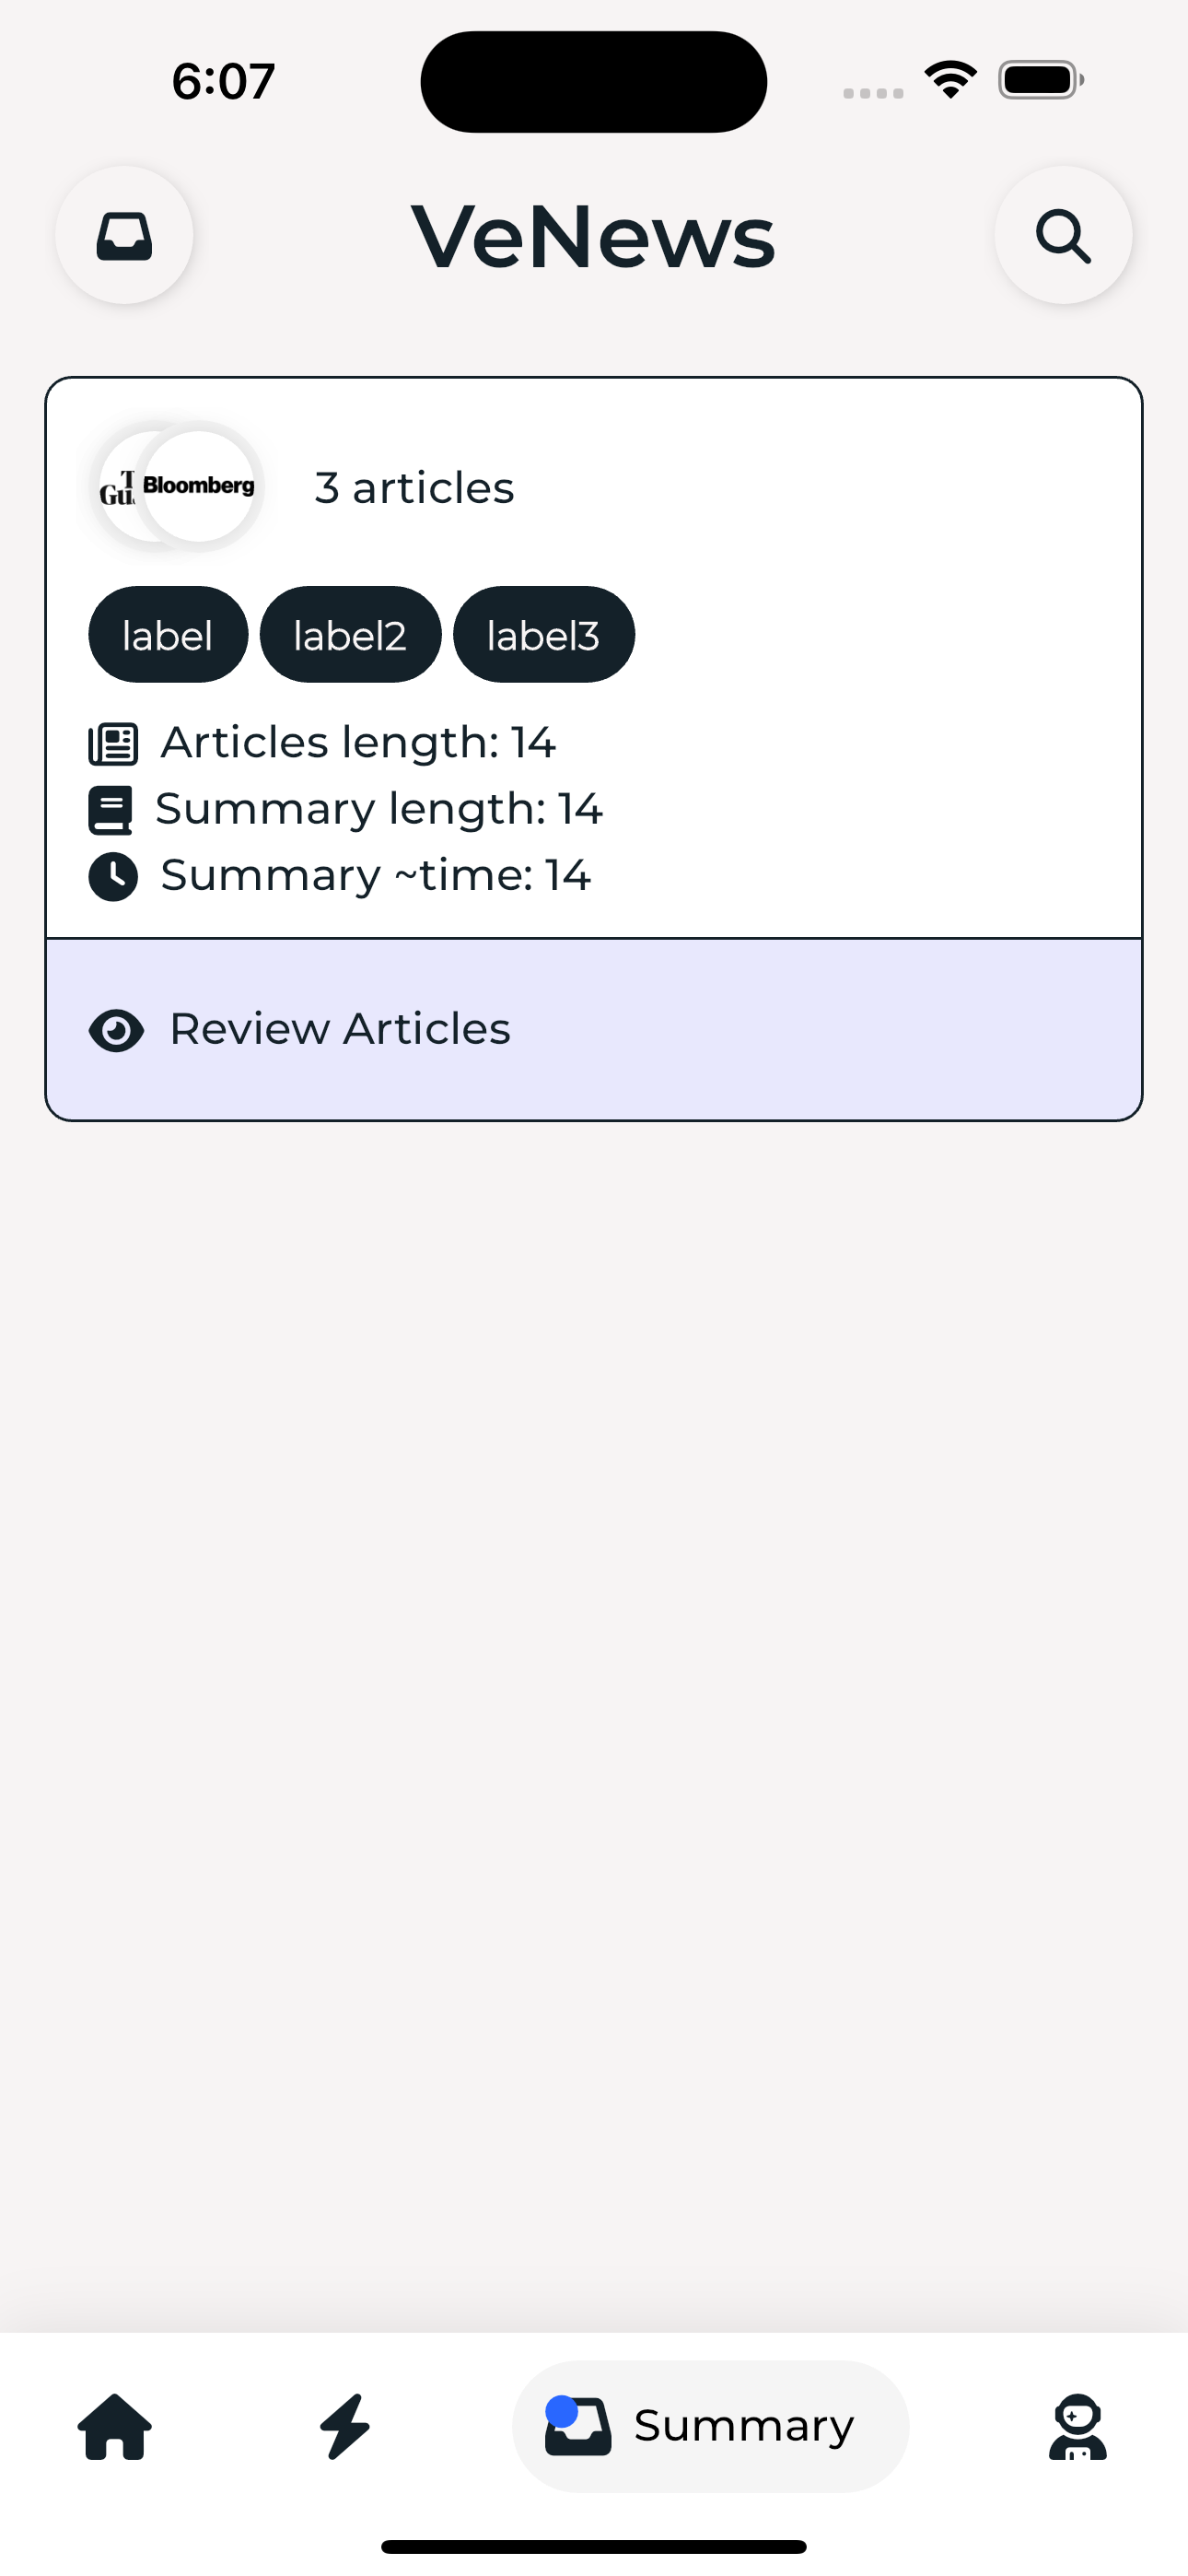 6:07
VeNews
T
Gu
Bloomberg
3 articles
label label2 label3
Articles length: 14
Summary length: 14
Summary ~time: 14
Review Articles
Summary